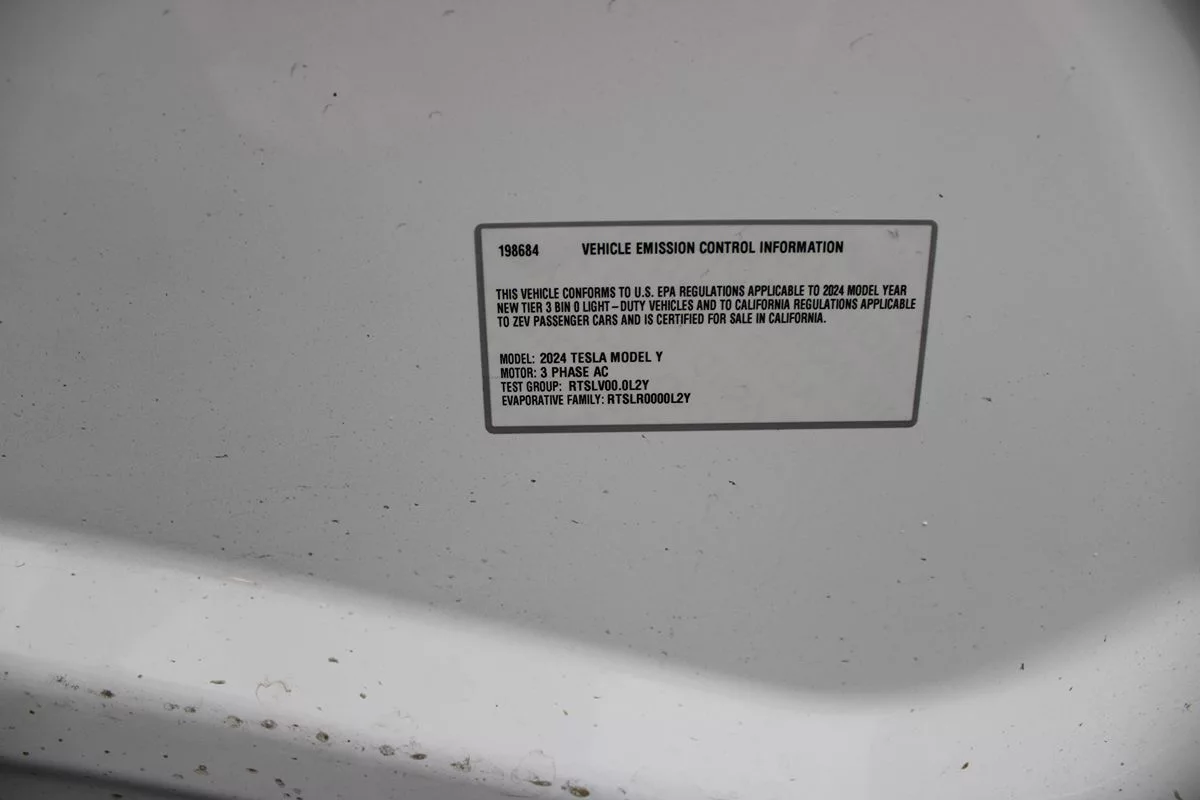 198684 VEHICLE EMISSION CONTROL INFORMATION
THIS VEHICLE CONFORMS TO U.S. EPA REGULATIONS APPLICABLE TO 2024 MODEL YEAR
NEW TIER 3 BIN 0 LIGHT-DUTY VEHICLES AND TO CALIFORNIA REGULATIONS APPLICABLE
TO ZEV PASSENGER CARS AND IS CERTIFIED FOR SALE IN CALIFORNIA.
MODEL: 2024 TESLA MODEL Y
MOTOR: 3 PHASE AC
TEST GROUP: RTSLV00.0L2Y
EVAPORATIVE FAMILY: RTSLR0000L2Y